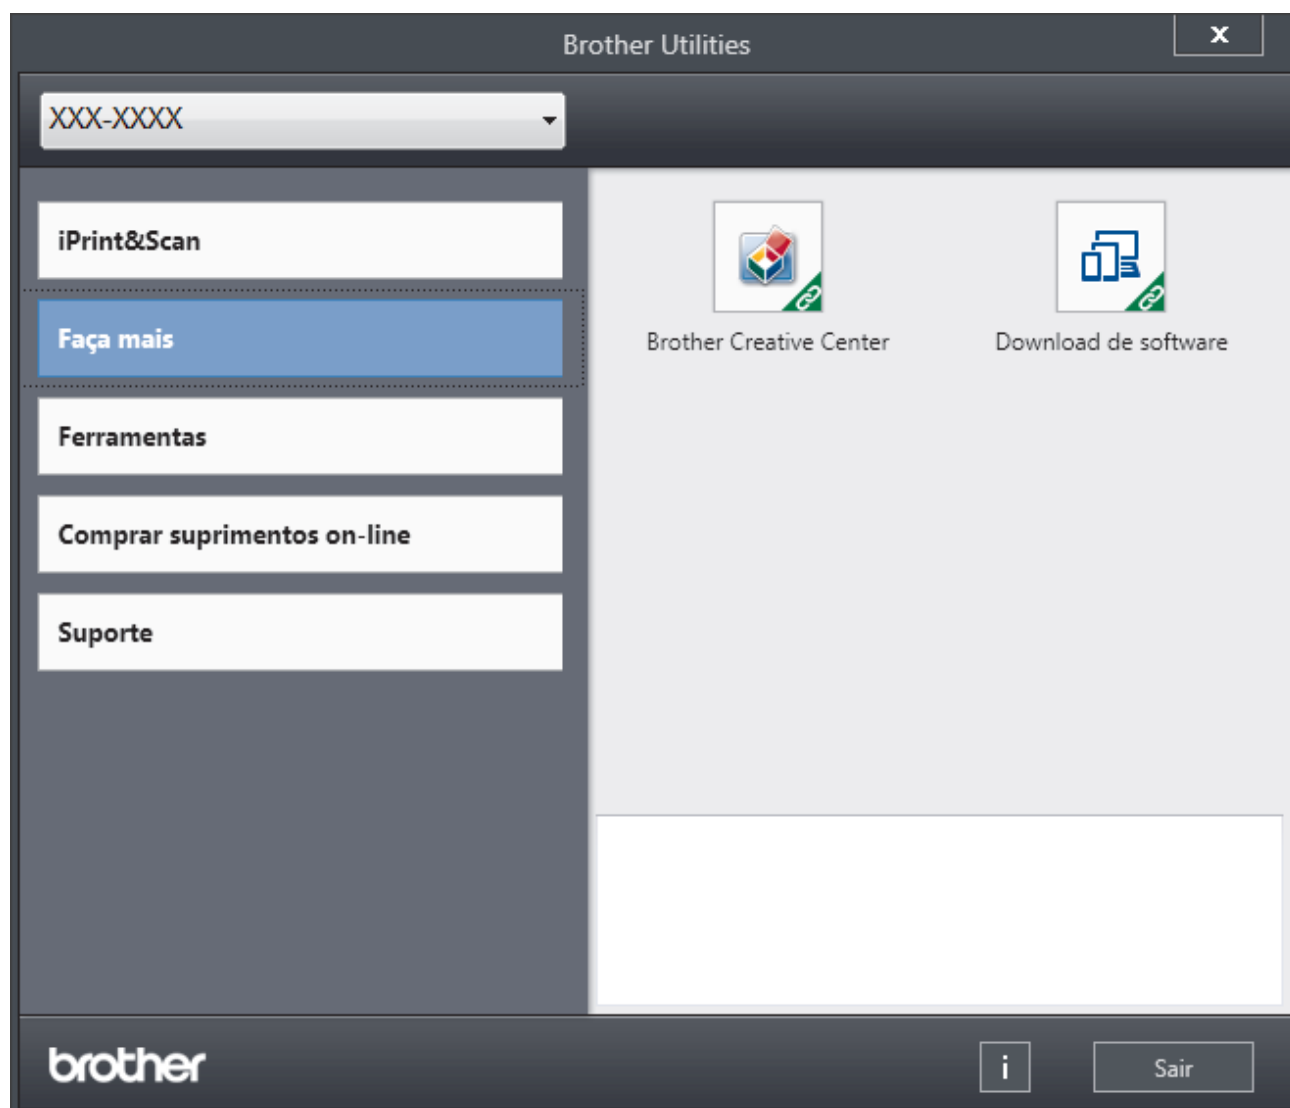 Brother Utilities
x
XXX-XXXX
iPrint&Scan
Faça mais
Ferramentas
Comprar suprimentos on-line
Suporte
Brother Creative Center
Download de software
brother
i
Sair